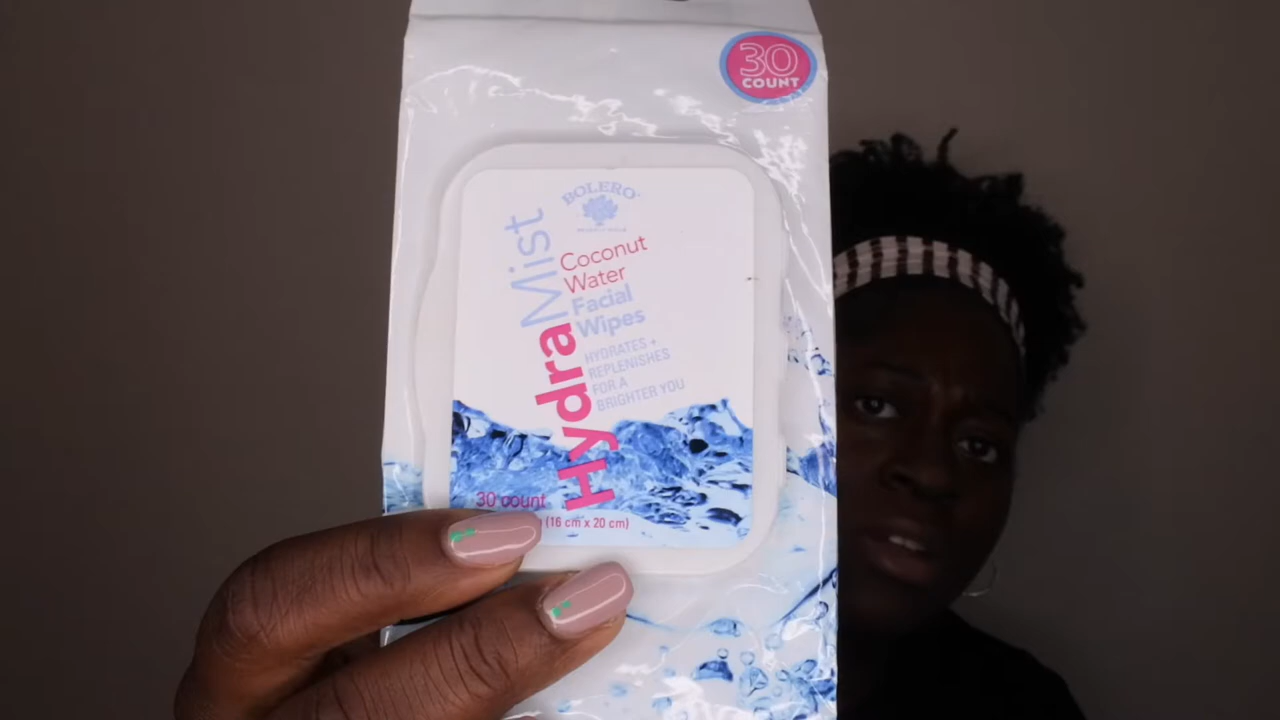 30
COUNT
BOLERO
HydraMist
Coconut
Water
Facial
Wipes
HYDRATES +
REPLENISHES
FOR A
BRIGHTER YOU
30 count
(16 cm x 20 cm)